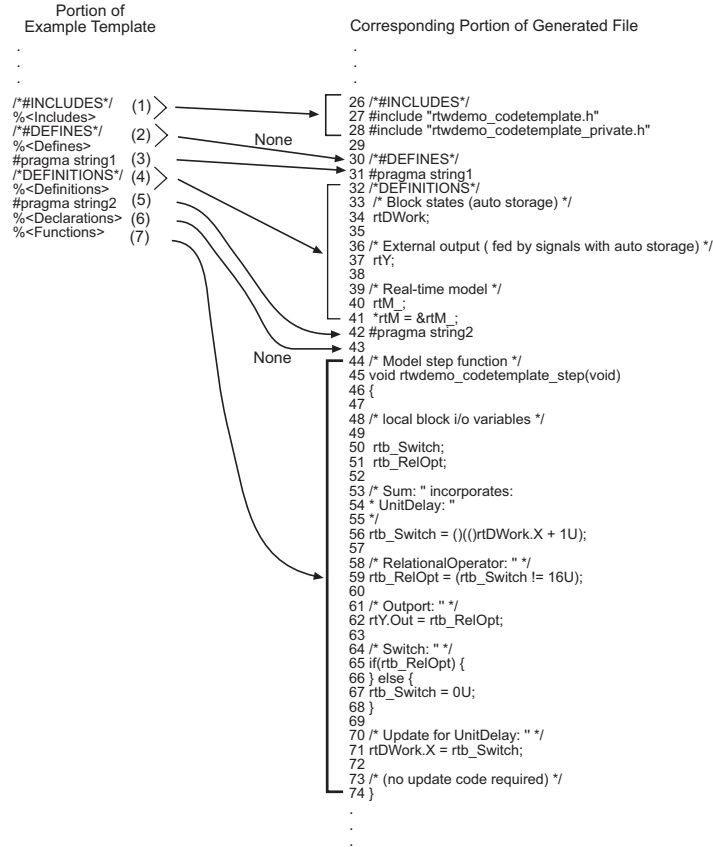 Portion of
Example Template
.
.
.
/*#INCLUDES*/ (1)
%<Includes>
/*#DEFINES*/ (2)
%<Defines>
#pragma string1 (3)
/*DEFINITIONS*/ (4)
%<Definitions>
#pragma string2 (5)
%<Declarations> (6)
%<Functions> (7)
None
None
Corresponding Portion of Generated File
.
.
.
26 /*#INCLUDES*/
27 #include "rtwdemo_codetemplate.h"
28 #include "rtwdemo_codetemplate_private.h"
29
30 /*#DEFINES*/
31 #pragma string1
32 /*DEFINITIONS*/
33 /* Block states (auto storage) */
34 rtDWork;
35
36 /* External output ( fed by signals with auto storage) */
37 rtY;
38
39 /* Real-time model */
40 rtM_;
41 *rtM = &rtM_;
42 #pragma string2
43
44 /* Model step function */
45 void rtwdemo_codetemplate_step(void)
46 {
47
48 /* local block i/o variables */
49
50 rtb_Switch;
51 rtb_RelOpt;
52
53 /* Sum: '' incorporates:
54 * UnitDelay: ''
55 */
56 rtb_Switch = ()(()rtDWork.X + 1U);
57
58 /* RelationalOperator: '' */
59 rtb_RelOpt = (rtb_Switch != 16U);
60
61 /* Outport: '' */
62 rtY.Out = rtb_RelOpt;
63
64 /* Switch: '' */
65 if(rtb_RelOpt) {
66 } else {
67 rtb_Switch = 0U;
68 }
69
70 /* Update for UnitDelay: '' */
71 rtDWork.X = rtb_Switch;
72
73 /* (no update code required) */
74 }
.
.
.